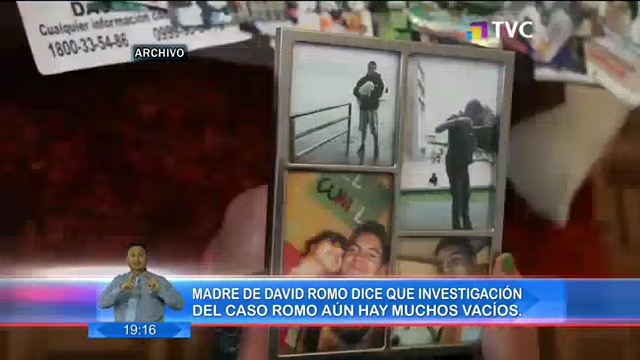 Cualquier información
1800-33-54-86
ARCHIVO
TVC
MADRE DE DAVID ROMO DICE QUE INVESTIGACIÓN
DEL CASO ROMO AÚN HAY MUCHOS VACÍOS.
19:16